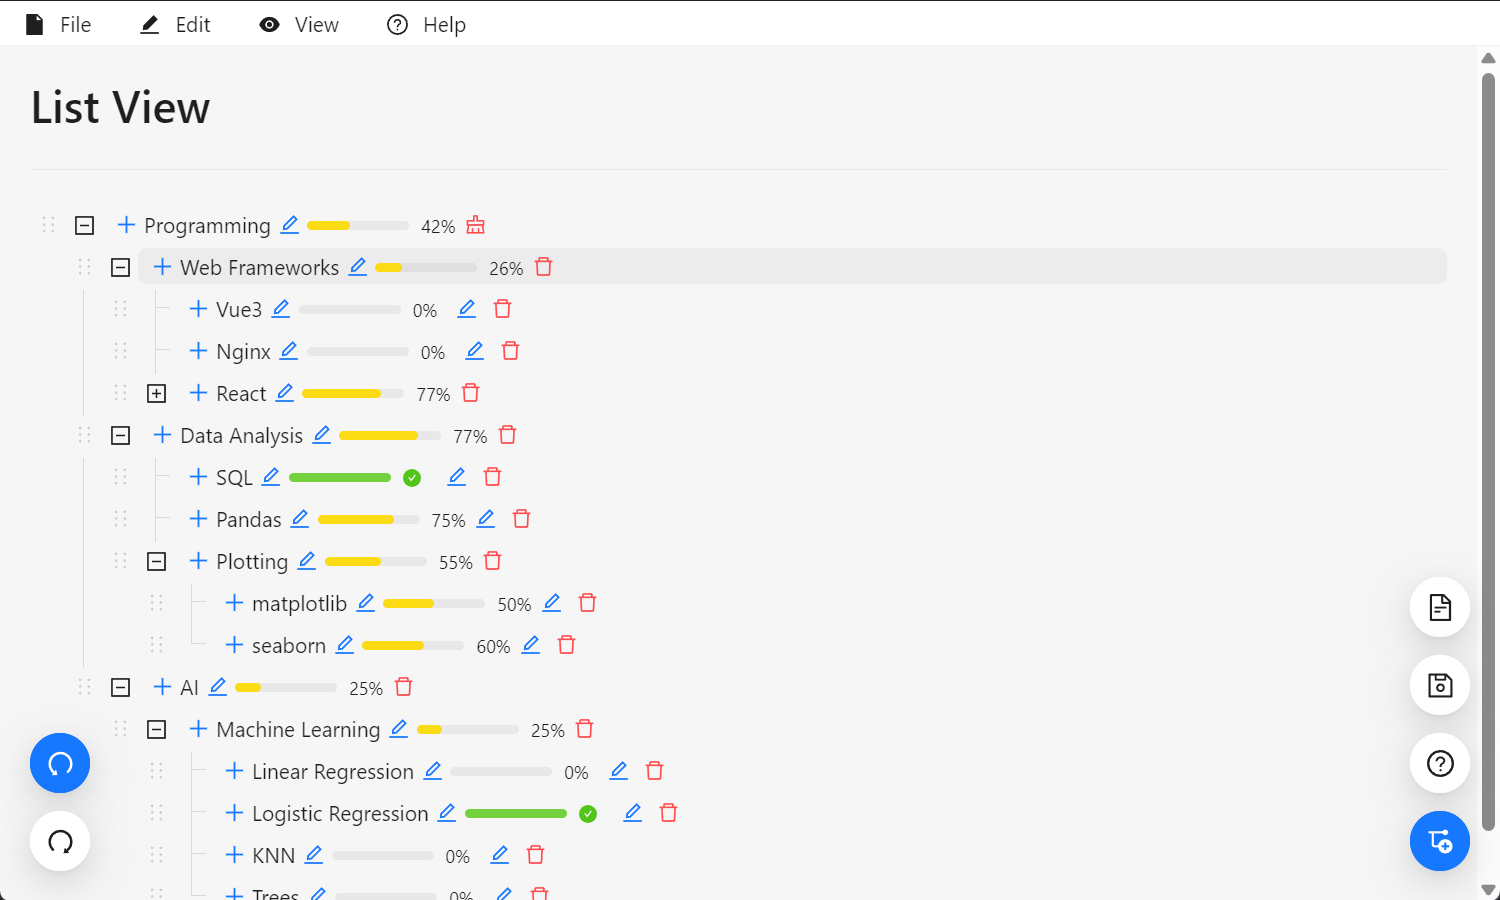 File Edit View Help
List View
Programming 42%
Web Frameworks 26%
Vue3 0%
Nginx 0%
React 77%
Data Analysis 77%
SQL
Pandas 75%
Plotting 55%
matplotlib 50%
seaborn 60%
AI 25%
Machine Learning 25%
Linear Regression 0%
Logistic Regression
KNN 0%
Trees 0%